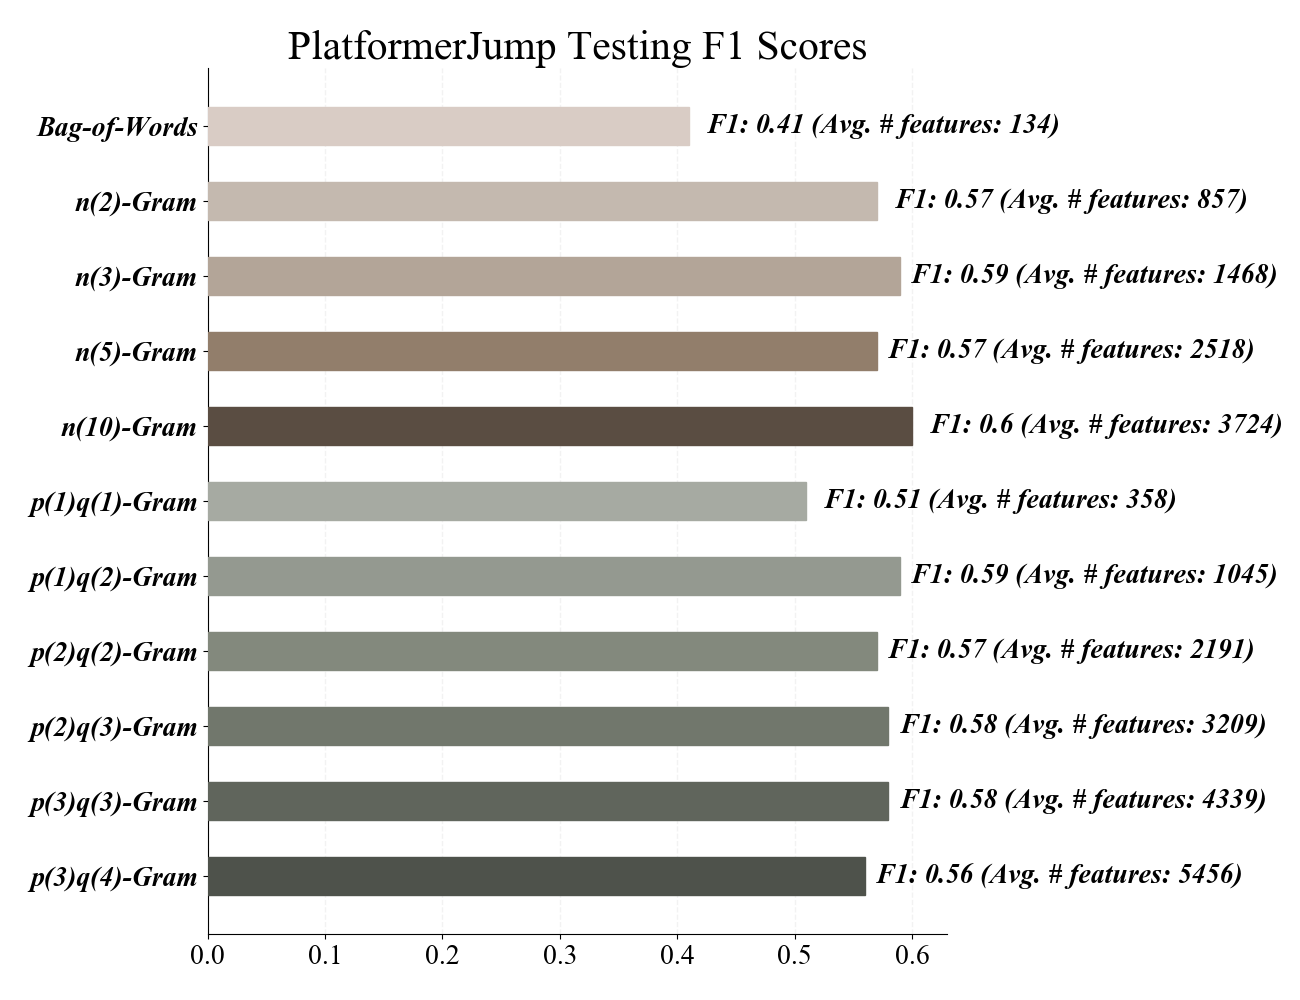 PlatformerJump Testing F1 Scores
Bag-of-Words F1: 0.41 (Avg. # features: 134)
n(2)-Gram F1: 0.57 (Avg. # features: 857)
n(3)-Gram F1: 0.59 (Avg. # features: 1468)
n(5)-Gram F1: 0.57 (Avg. # features: 2518)
n(10)-Gram F1: 0.6 (Avg. # features: 3724)
p(1)q(1)-Gram F1: 0.51 (Avg. # features: 358)
p(1)q(2)-Gram F1: 0.59 (Avg. # features: 1045)
p(2)q(2)-Gram F1: 0.57 (Avg. # features: 2191)
p(2)q(3)-Gram F1: 0.58 (Avg. # features: 3209)
p(3)q(3)-Gram F1: 0.58 (Avg. # features: 4339)
p(3)q(4)-Gram F1: 0.56 (Avg. # features: 5456)
0.0 0.1 0.2 0.3 0.4 0.5 0.6